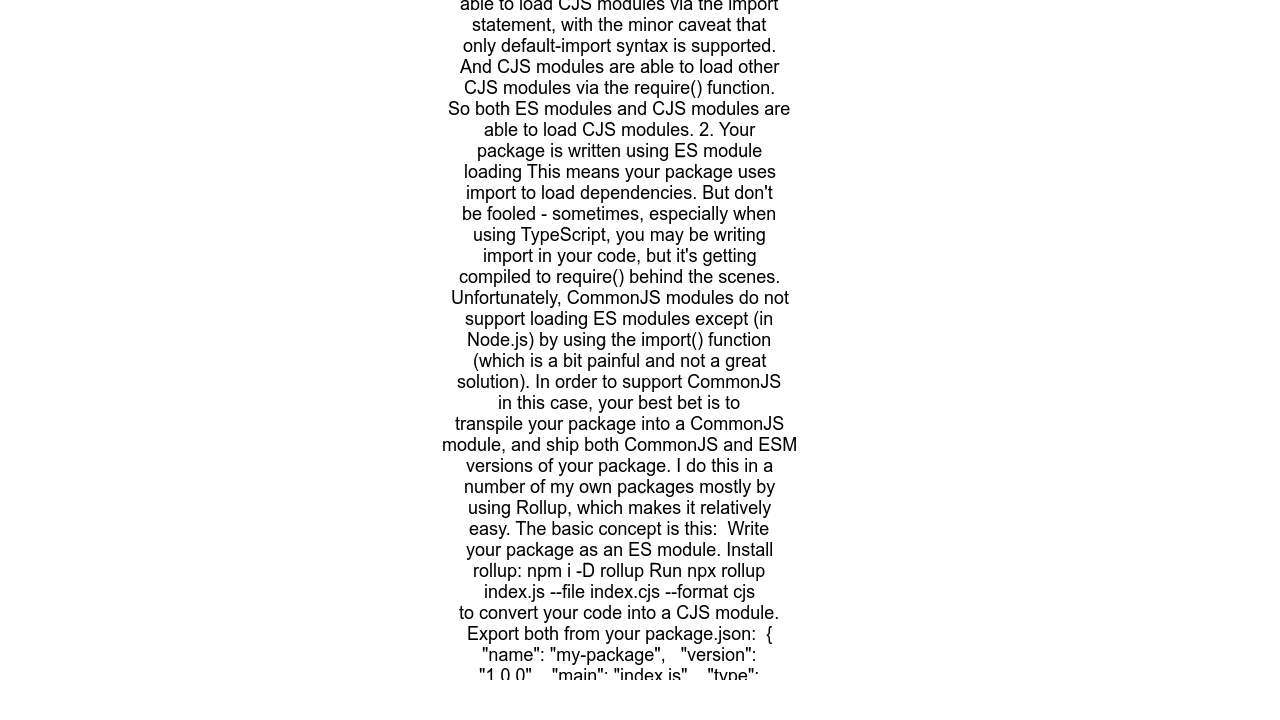 able to load CJS modules via the import
statement, with the minor caveat that
only default-import syntax is supported.
And CJS modules are able to load other
CJS modules via the require() function.
So both ES modules and CJS modules are
able to load CJS modules. 2. Your
package is written using ES module
loading This means your package uses
import to load dependencies. But don't
be fooled - sometimes, especially when
using TypeScript, you may be writing
import in your code, but it's getting
compiled to require() behind the scenes.
Unfortunately, CommonJS modules do not
support loading ES modules except (in
Node.js) by using the import() function
(which is a bit painful and not a great
solution). In order to support CommonJS
in this case, your best bet is to
transpile your package into a CommonJS
module, and ship both CommonJS and ESM
versions of your package. I do this in a
number of my own packages mostly by
using Rollup, which makes it relatively
easy. The basic concept is this:  Write
your package as an ES module. Install
rollup: npm i -D rollup Run npx rollup
index.js --file index.cjs --format cjs
to convert your code into a CJS module.
Export both from your package.json:  {
"name": "my-package",   "version":
"1.0.0",   "main": "index.js",   "type":